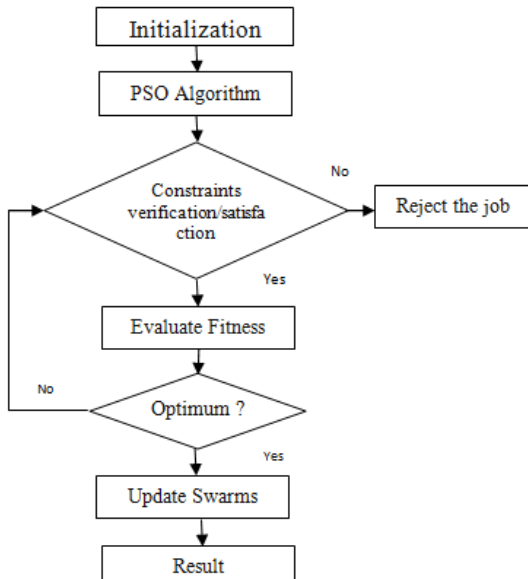 Initialization
PSO Algorithm
No
Constraints
verification/satisfa
ction
Reject the job
Yes
Evaluate Fitness
No
Optimum ?
Yes
Update Swarms
Result